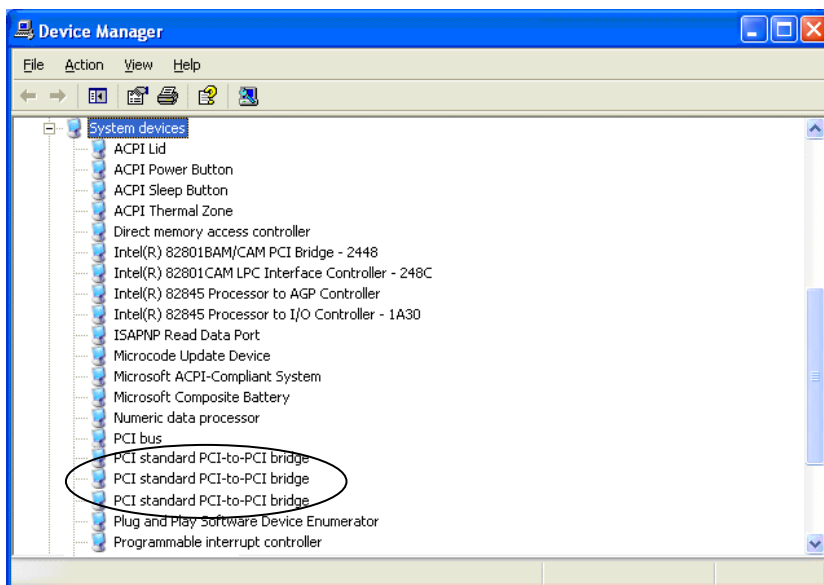 Device Manager
File Action View Help
System devices
ACPI Lid
ACPI Power Button
ACPI Sleep Button
ACPI Thermal Zone
Direct memory access controller
Intel(R) 82801BAM/CAM PCI Bridge - 2448
Intel(R) 82801CAM LPC Interface Controller - 248C
Intel(R) 82845 Processor to AGP Controller
Intel(R) 82845 Processor to I/O Controller - 1A30
ISAPNP Read Data Port
Microcode Update Device
Microsoft ACPI-Compliant System
Microsoft Composite Battery
Numeric data processor
PCI bus
PCI standard PCI-to-PCI bridge
PCI standard PCI-to-PCI bridge
PCI standard PCI-to-PCI bridge
Plug and Play Software Device Enumerator
Programmable interrupt controller